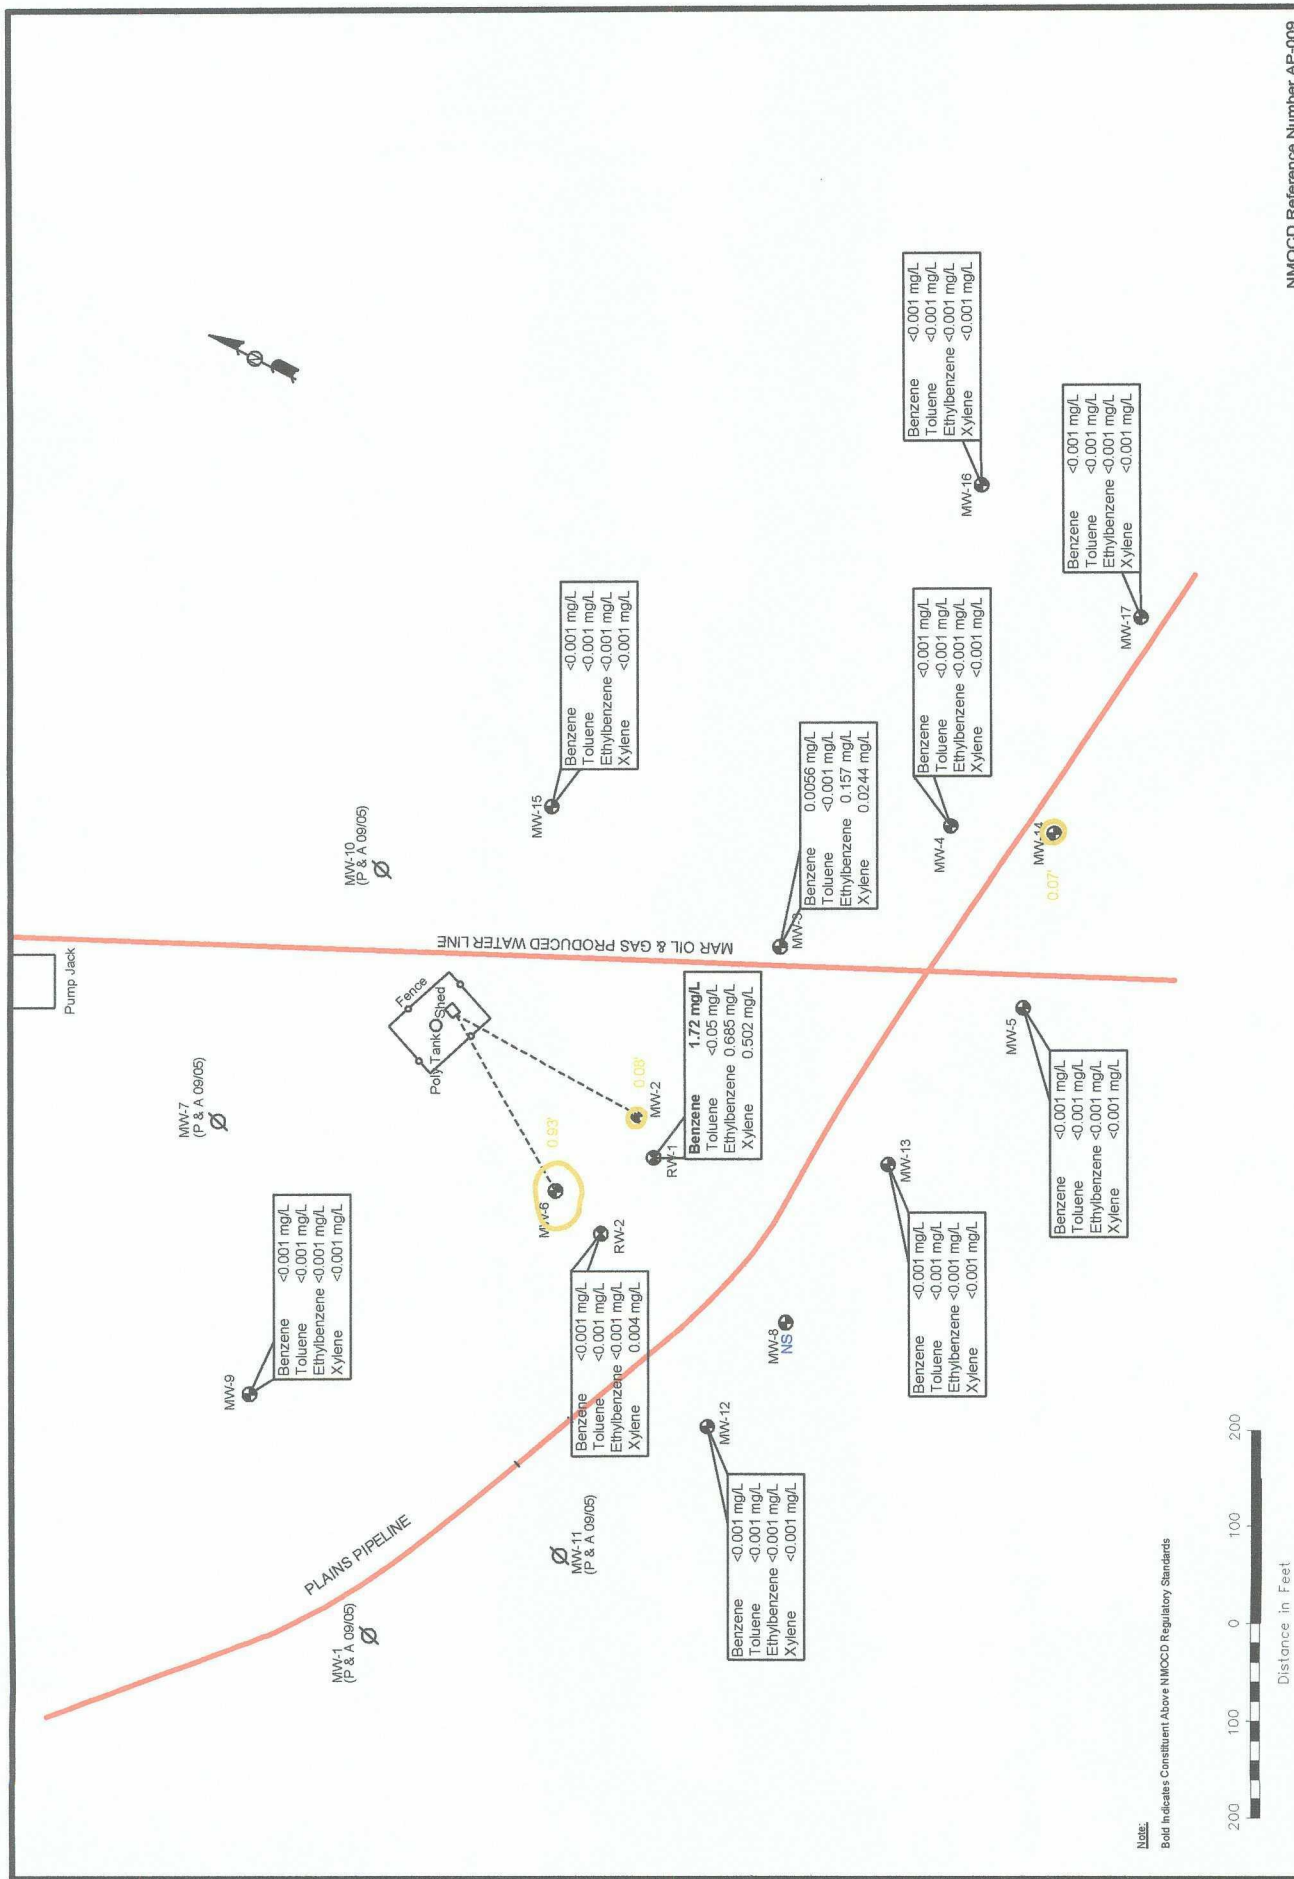 Pump Jack
MW-7
(P & A 09/05)
MW-10
(P & A 09/05)
N
MW-9
Benzene <0.001 mg/L
Toluene <0.001 mg/L
Ethylbenzene <0.001 mg/L
Xylene <0.001 mg/L
MW-1
(P & A 09/05)
PLAINS PIPELINE
Fence
Poly Tank
Shed
MAR OIL & GAS PRODUCED WATER LINE
MW-15
Benzene <0.001 mg/L
Toluene <0.001 mg/L
Ethylbenzene <0.001 mg/L
Xylene <0.001 mg/L
MW-6
0.93'
MW-11
(P & A 09/05)
RW-2
Benzene <0.001 mg/L
Toluene <0.001 mg/L
Ethylbenzene <0.001 mg/L
Xylene 0.004 mg/L
0.08'
MW-2
RW-1
Benzene 1.72 mg/L
Toluene <0.05 mg/L
Ethylbenzene 0.685 mg/L
Xylene 0.502 mg/L
MW-12
Benzene <0.001 mg/L
Toluene <0.001 mg/L
Ethylbenzene <0.001 mg/L
Xylene <0.001 mg/L
MW-8
NS
MW-3
Benzene 0.0056 mg/L
Toluene <0.001 mg/L
Ethylbenzene 0.157 mg/L
Xylene 0.0244 mg/L
MW-13
Benzene <0.001 mg/L
Toluene <0.001 mg/L
Ethylbenzene <0.001 mg/L
Xylene <0.001 mg/L
MW-4
Benzene <0.001 mg/L
Toluene <0.001 mg/L
Ethylbenzene <0.001 mg/L
Xylene <0.001 mg/L
MW-16
Benzene <0.001 mg/L
Toluene <0.001 mg/L
Ethylbenzene <0.001 mg/L
Xylene <0.001 mg/L
MW-5
Benzene <0.001 mg/L
Toluene <0.001 mg/L
Ethylbenzene <0.001 mg/L
Xylene <0.001 mg/L
MW-14
0.07'
MW-17
Benzene <0.001 mg/L
Toluene <0.001 mg/L
Ethylbenzene <0.001 mg/L
Xylene <0.001 mg/L
Note:
Bold Indicates Constituent Above NMOCD Regulatory Standards
200 100 0 100 200
Distance in Feet
NMOCD Reference Number AP-009